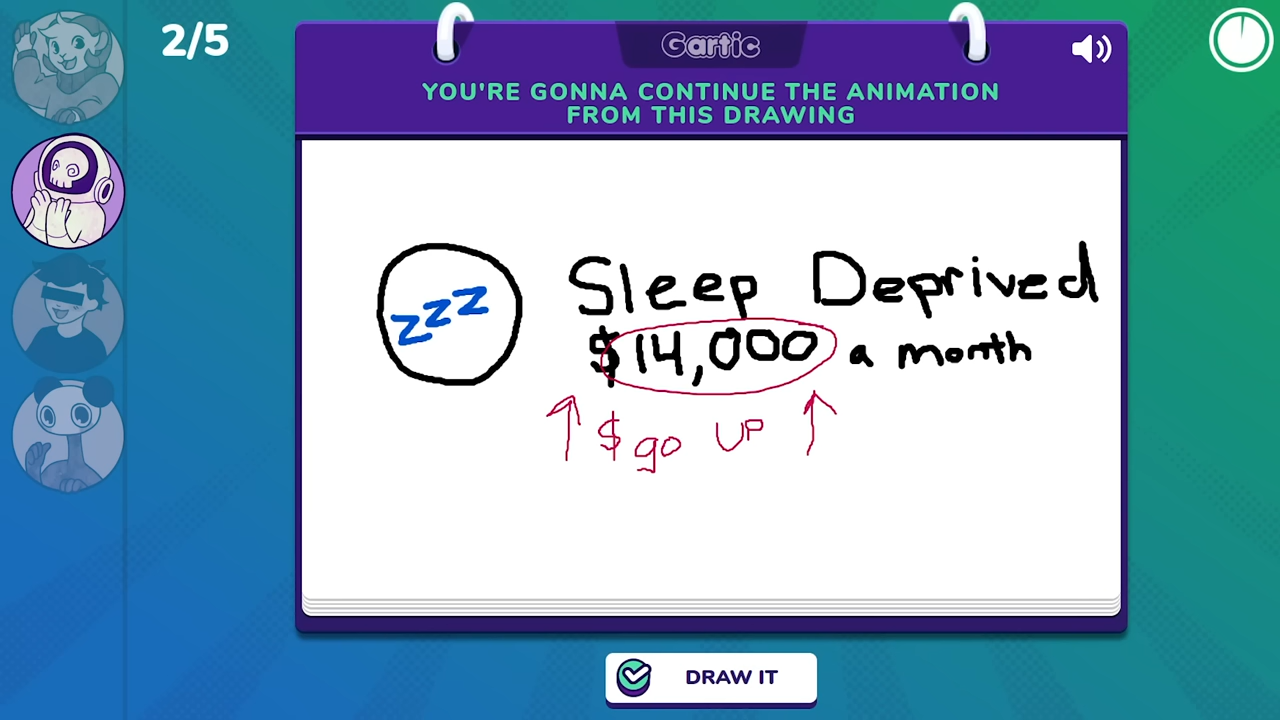 2/5
Gartic
YOU'RE GONNA CONTINUE THE ANIMATION
FROM THIS DRAWING
zzz
Sleep Deprived
$14,000 a month
$ go UP
DRAW IT